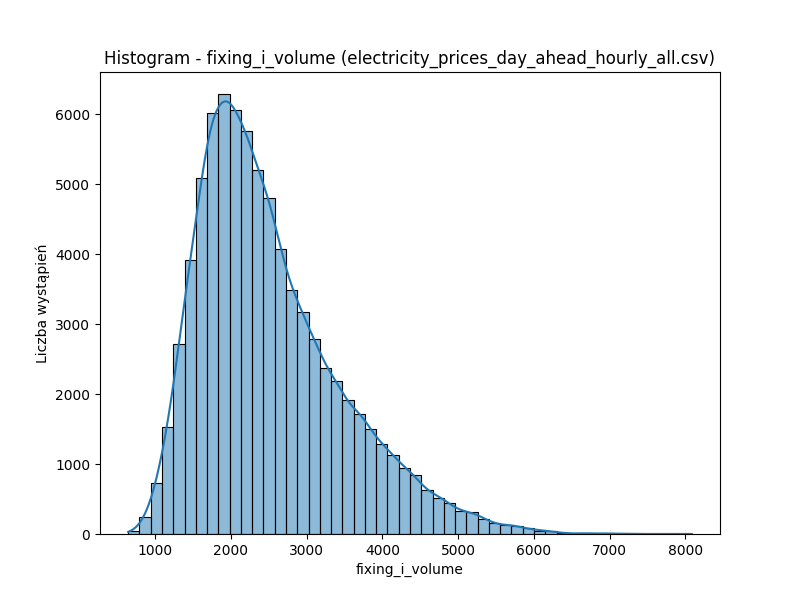 Histogram - fixing_i_volume (electricity_prices_day_ahead_hourly_all.csv)
Liczba wystąpień
6000
5000
4000
3000
2000
1000
0
1000 2000 3000 4000 5000 6000 7000 8000
fixing_i_volume